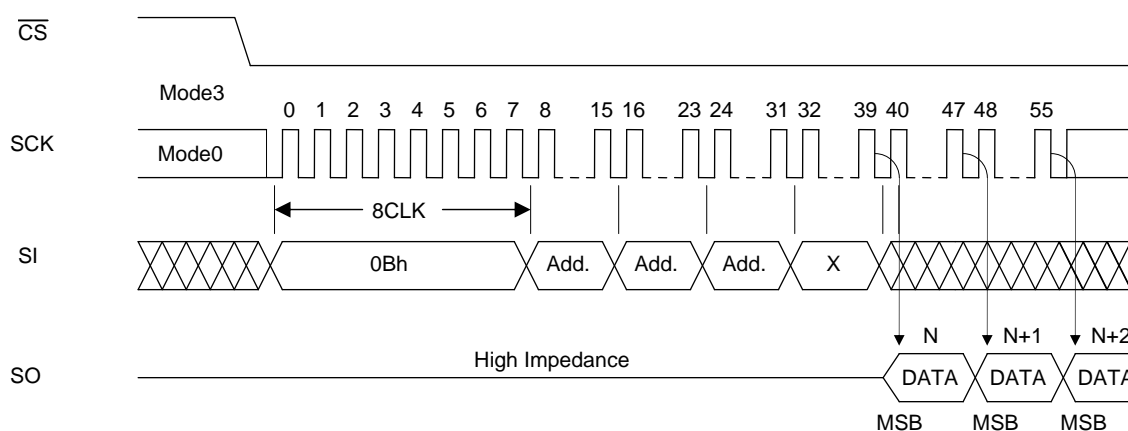 CS
Mode3
0 1 2 3 4 5 6 7 8 15 16 23 24 31 32 39 40 47 48 55
SCK
Mode0
8CLK
SI
0Bh Add. Add. Add. X
N N+1 N+2
High Impedance
SO
DATA DATA DATA
MSB MSB MSB